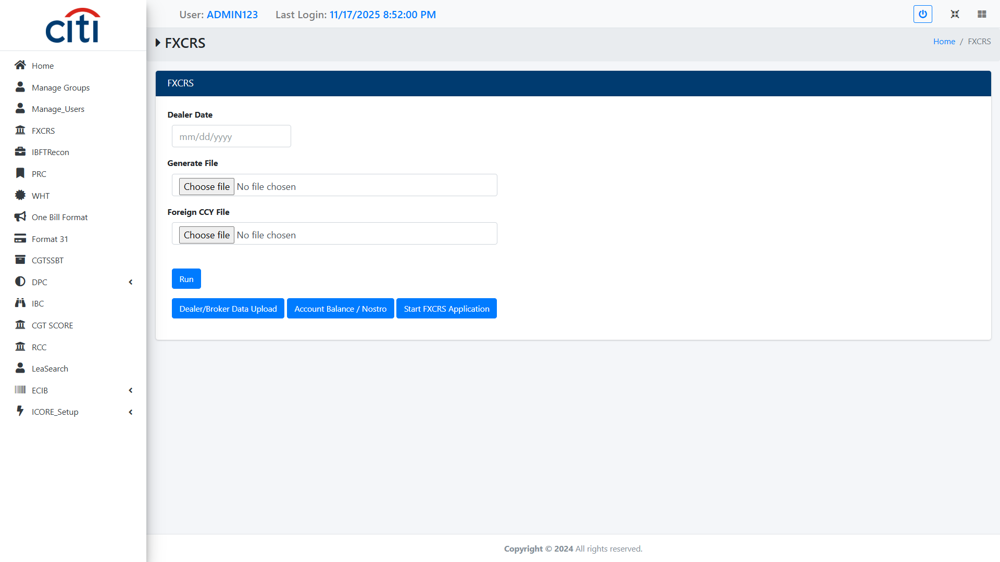 citi
User: ADMIN123 Last Login: 11/17/2025 8:52:00 PM
FXCRS
Home / FXCRS
Home
Manage Groups
Manage_Users
FXCRS
IBFTRecon
PRC
WHT
One Bill Format
Format 31
CGTSSBT
DPC
IBC
CGT SCORE
RCC
LeaSearch
ECIB
ICORE_Setup
FXCRS
Dealer Date
mm/dd/yyyy
Generate File
Choose file No file chosen
Foreign CCY File
Choose file No file chosen
Run
Dealer/Broker Data Upload Account Balance / Nostro Start FXCRS Application
Copyright © 2024 All rights reserved.